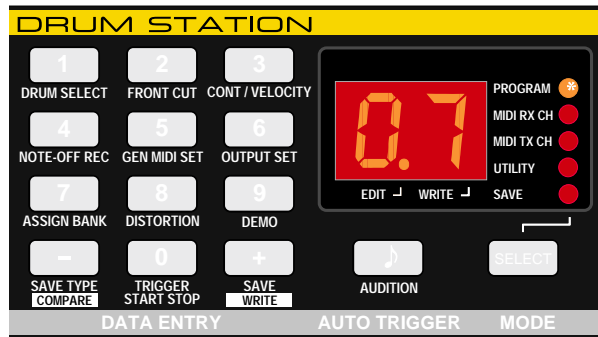 DRUM STATION
1 2 3
DRUM SELECT FRONT CUT CONT / VELOCITY
4 5 6
NOTE-OFF REC GEN MIDI SET OUTPUT SET
7 8 9
ASSIGN BANK DISTORTION DEMO
– 0 +
SAVE TYPE TRIGGER SAVE
COMPARE START STOP WRITE
DATA ENTRY
0.7
EDIT WRITE
PROGRAM *
MIDI RX CH
MIDI TX CH
UTILITY
SAVE
♪
AUDITION
SELECT
AUTO TRIGGER MODE